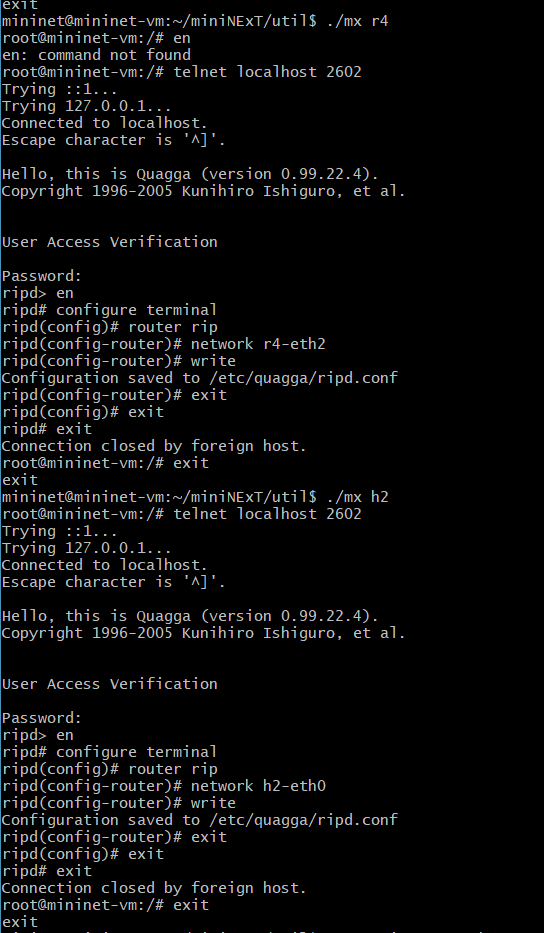 exit
mininet@mininet-vm:~/miniNExT/util$ ./mx r4
root@mininet-vm:/# en
en: command not found
root@mininet-vm:/# telnet localhost 2602
Trying ::1...
Trying 127.0.0.1...
Connected to localhost.
Escape character is '^]'.
Hello, this is Quagga (version 0.99.22.4).
Copyright 1996-2005 Kunihiro Ishiguro, et al.
User Access Verification
Password:
ripd> en
ripd# configure terminal
ripd(config)# router rip
ripd(config-router)# network r4-eth2
ripd(config-router)# write
Configuration saved to /etc/quagga/ripd.conf
ripd(config-router)# exit
ripd(config)# exit
ripd# exit
Connection closed by foreign host.
root@mininet-vm:/# exit
exit
mininet@mininet-vm:~/miniNExT/util$ ./mx h2
root@mininet-vm:/# telnet localhost 2602
Trying ::1...
Trying 127.0.0.1...
Connected to localhost.
Escape character is '^]'.
Hello, this is Quagga (version 0.99.22.4).
Copyright 1996-2005 Kunihiro Ishiguro, et al.
User Access Verification
Password:
ripd> en
ripd# configure terminal
ripd(config)# router rip
ripd(config-router)# network h2-eth0
ripd(config-router)# write
Configuration saved to /etc/quagga/ripd.conf
ripd(config-router)# exit
ripd(config)# exit
ripd# exit
Connection closed by foreign host.
root@mininet-vm:/# exit
exit